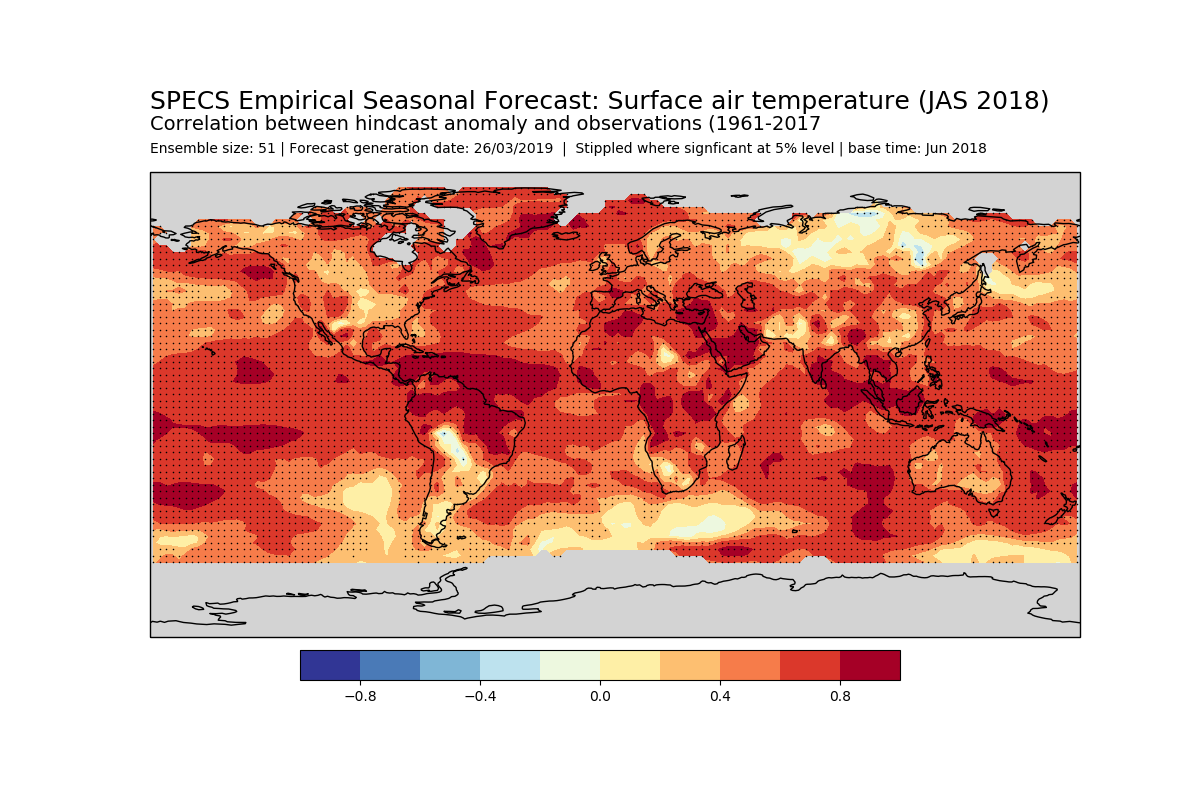 SPECS Empirical Seasonal Forecast: Surface air temperature (JAS 2018)
Correlation between hindcast anomaly and observations (1961-2017
Ensemble size: 51 | Forecast generation date: 26/03/2019  |  Stippled where signficant at 5% level | base time: Jun 2018
−0.8 −0.4 0.0 0.4 0.8